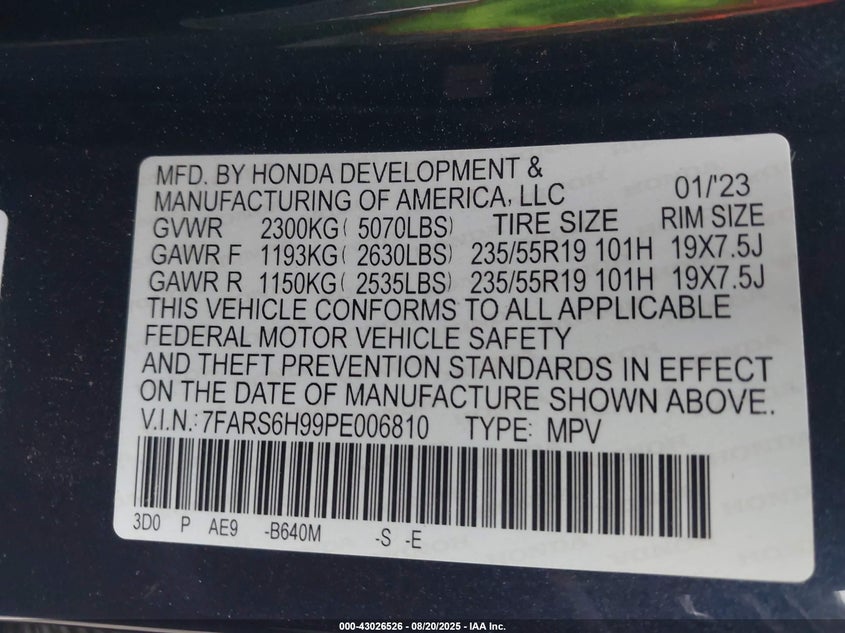 MFD. BY HONDA DEVELOPMENT &
MANUFACTURING OF AMERICA, LLC 01/'23
GVWR 2300KG( 5070LBS) TIRE SIZE RIM SIZE
GAWR F 1193KG( 2630LBS) 235/55R19 101H 19X7.5J
GAWR R 1150KG( 2535LBS) 235/55R19 101H 19X7.5J
THIS VEHICLE CONFORMS TO ALL APPLICABLE
FEDERAL MOTOR VEHICLE SAFETY
AND THEFT PREVENTION STANDARDS IN EFFECT
ON THE DATE OF MANUFACTURE SHOWN ABOVE.
V.I.N.: 7FARS6H99PE006810 TYPE: MPV
3D0 P AE9 -B640M -S -E
000-43026526 - 08/20/2025 - IAA Inc.